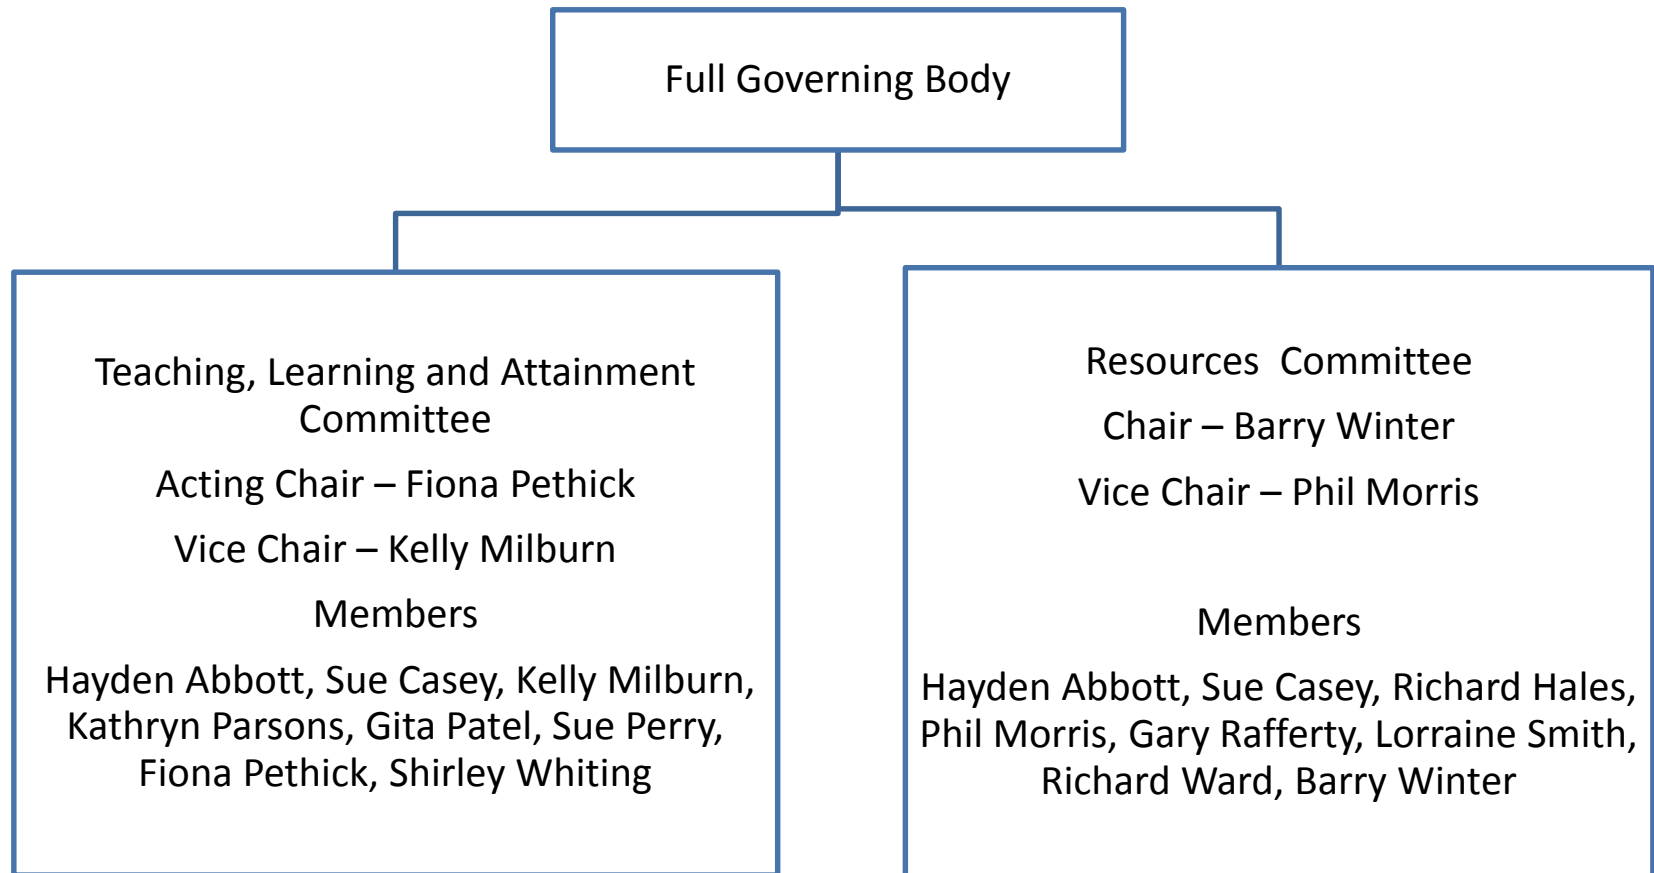 Full Governing Body
Teaching, Learning and Attainment
Committee
Acting Chair – Fiona Pethick
Vice Chair – Kelly Milburn
Members
Hayden Abbott, Sue Casey, Kelly Milburn,
Kathryn Parsons, Gita Patel, Sue Perry,
Fiona Pethick, Shirley Whiting
Resources  Committee
Chair – Barry Winter
Vice Chair – Phil Morris
Members
Hayden Abbott, Sue Casey, Richard Hales,
Phil Morris, Gary Rafferty, Lorraine Smith,
Richard Ward, Barry Winter